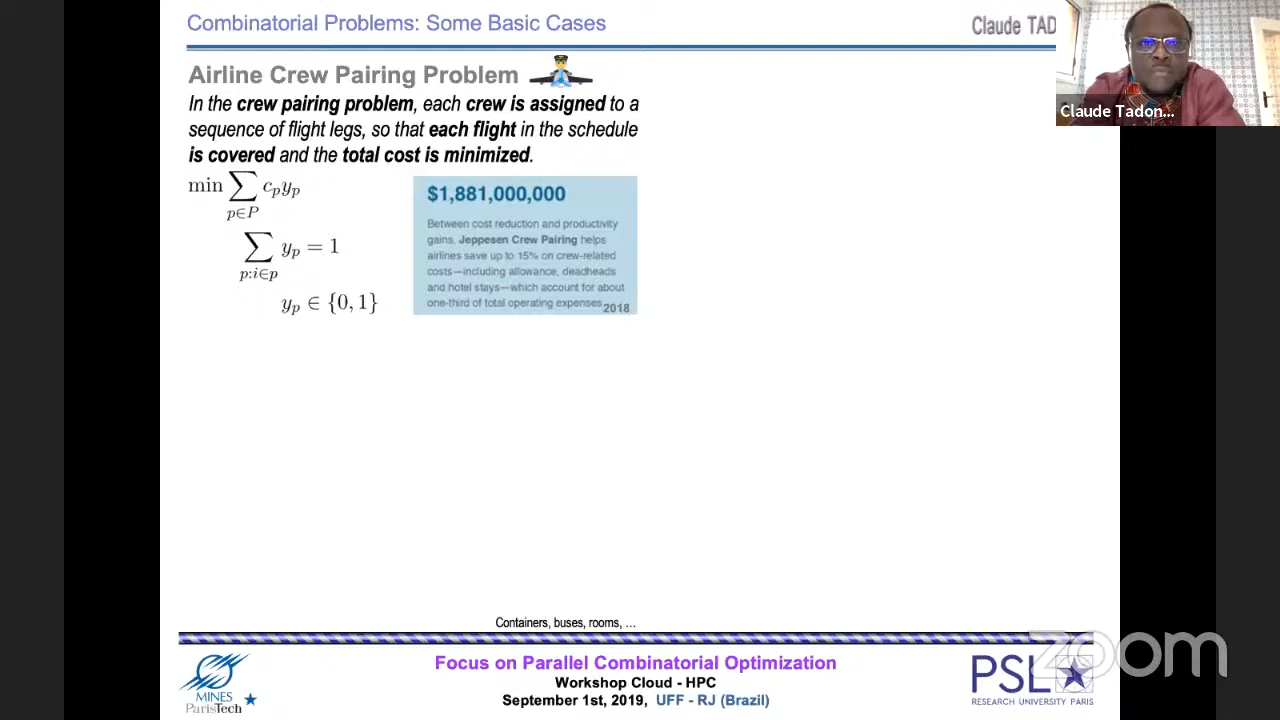 Combinatorial Problems: Some Basic Cases
Claude TAD
Airline Crew Pairing Problem
In the crew pairing problem, each crew is assigned to a
sequence of flight legs, so that each flight in the schedule
is covered and the total cost is minimized.
min ∑ c_p y_p
p∈P
∑ y_p = 1
p:i∈p
y_p ∈ {0, 1}
$1,881,000,000
Between cost reduction and productivity
gains, Jeppesen Crew Pairing helps
airlines save up to 15% on crew-related
costs—including allowance, deadheads
and hotel stays—which account for about
one-third of total operating expenses
2018
Claude Tadon...
Containers, buses, rooms, ...
Focus on Parallel Combinatorial Optimization
Workshop Cloud - HPC
September 1st, 2019, UFF - RJ (Brazil)
MINES
ParisTech
PSL
RESEARCH UNIVERSITY PARIS
zoom